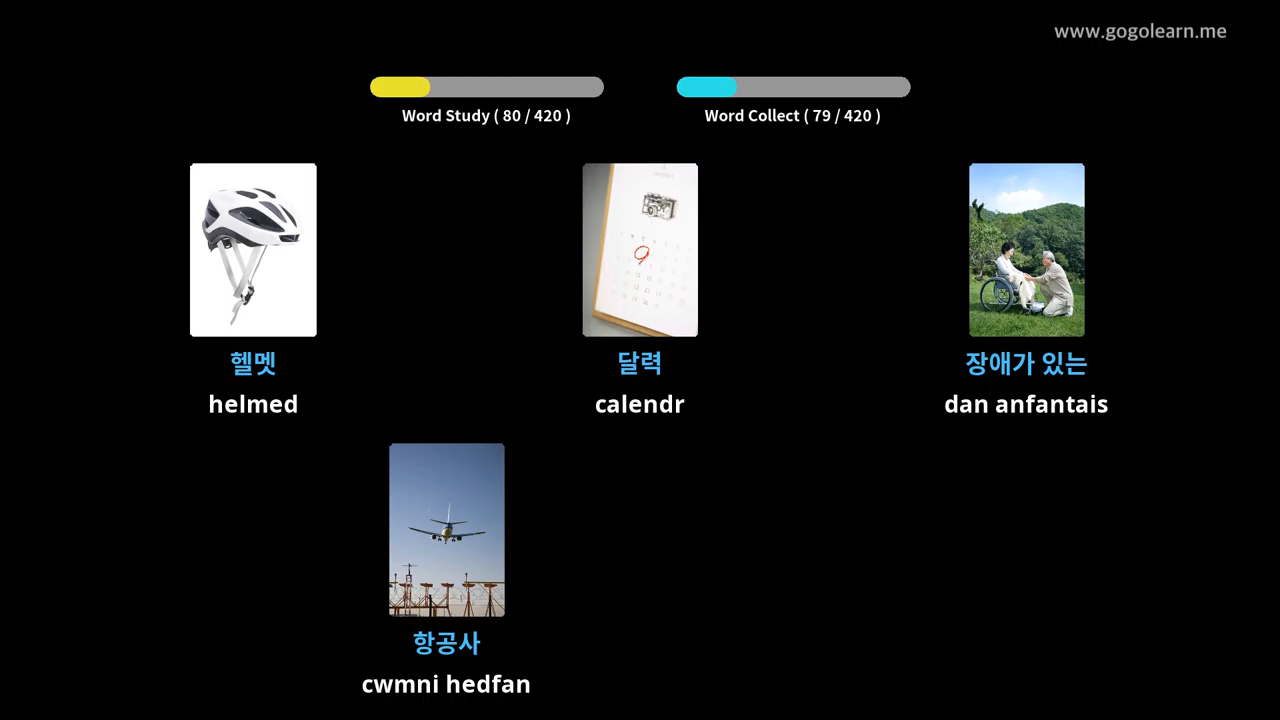 www.gogolearn.me
Word Study ( 80 / 420 )
Word Collect ( 79 / 420 )
헬멧
helmed
달력
calendr
장애가 있는
dan anfantais
항공사
cwmni hedfan